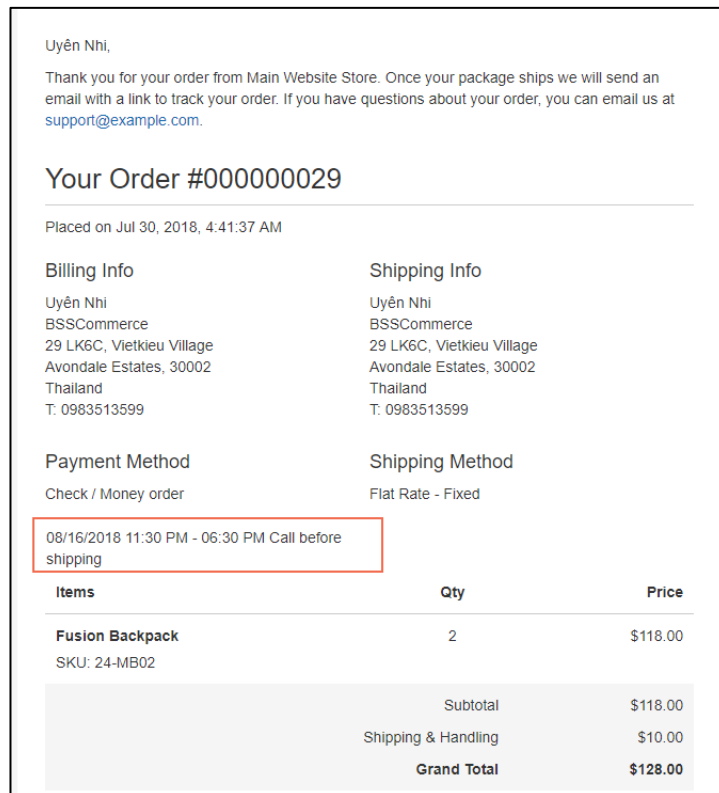 Uyên Nhi,
Thank you for your order from Main Website Store. Once your package ships we will send an
email with a link to track your order. If you have questions about your order, you can email us at
support@example.com.
Your Order #000000029
Placed on Jul 30, 2018, 4:41:37 AM
Billing Info
Uyên Nhi
BSSCommerce
29 LK6C, Vietkieu Village
Avondale Estates, 30002
Thailand
T: 0983513599
Shipping Info
Uyên Nhi
BSSCommerce
29 LK6C, Vietkieu Village
Avondale Estates, 30002
Thailand
T: 0983513599
Payment Method
Check / Money order
Shipping Method
Flat Rate - Fixed
08/16/2018 11:30 PM - 06:30 PM Call before
shipping
Items Qty Price
Fusion Backpack 2 $118.00
SKU: 24-MB02
Subtotal $118.00
Shipping & Handling $10.00
Grand Total $128.00